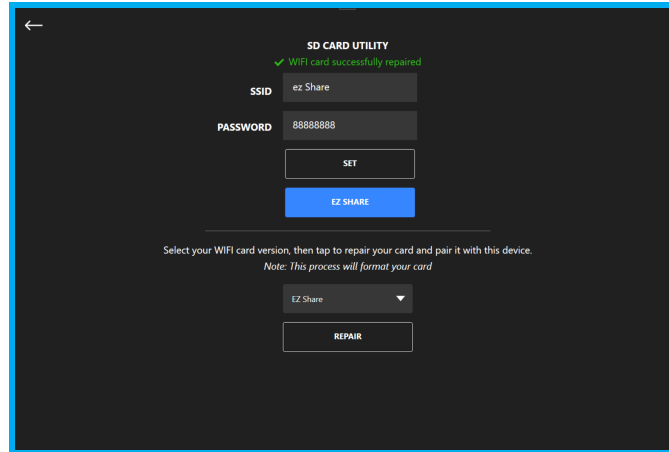 SD CARD UTILITY
WIFI card successfully repaired
SSID
ez Share
PASSWORD
88888888
SET
EZ SHARE
Select your WIFI card version, then tap to repair your card and pair it with this device.
Note: This process will format your card
EZ Share
REPAIR